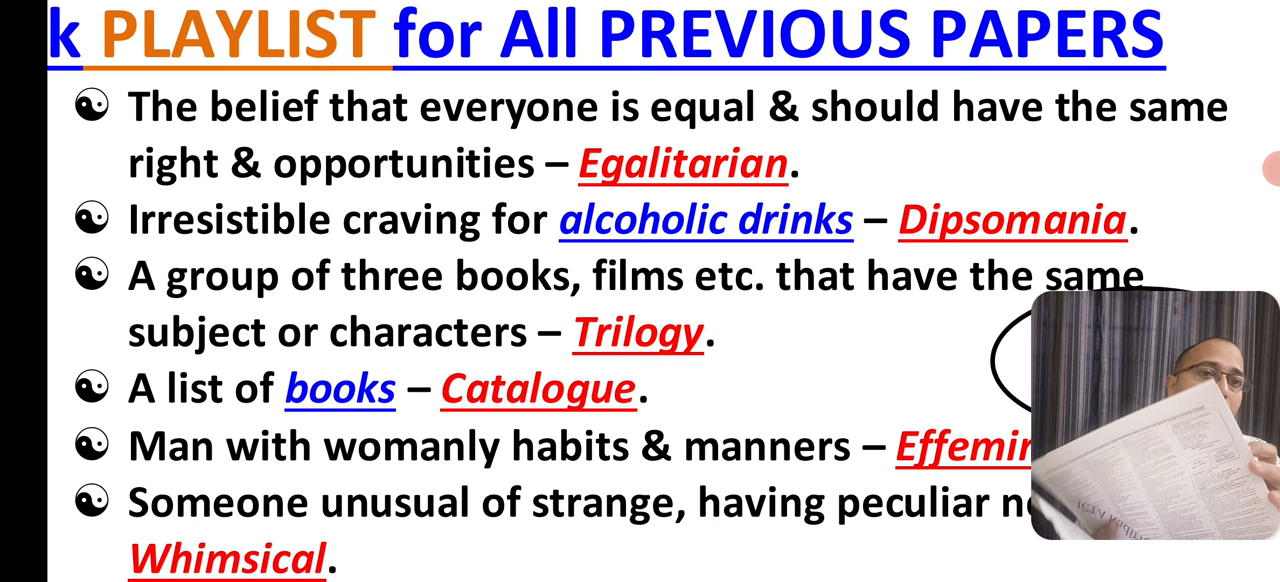 k PLAYLIST for All PREVIOUS PAPERS
The belief that everyone is equal & should have the same
right & opportunities – Egalitarian.
Irresistible craving for alcoholic drinks – Dipsomania.
A group of three books, films etc. that have the same
subject or characters – Trilogy.
A list of books – Catalogue.
Man with womanly habits & manners –
Someone unusual of strange, having peculiar
Whimsical.